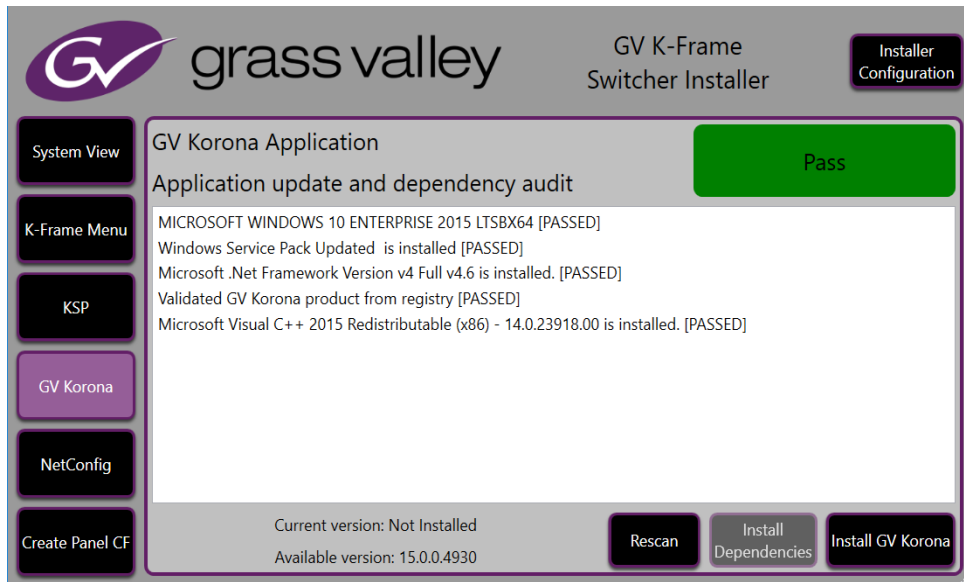 GV grass valley
GV K-Frame
Switcher Installer
Installer
Configuration
System View
K-Frame Menu
KSP
GV Korona
NetConfig
Create Panel CF
GV Korona Application
Application update and dependency audit
Pass
MICROSOFT WINDOWS 10 ENTERPRISE 2015 LTSBX64 [PASSED]
Windows Service Pack Updated  is installed [PASSED]
Microsoft .Net Framework Version v4 Full v4.6 is installed. [PASSED]
Validated GV Korona product from registry [PASSED]
Microsoft Visual C++ 2015 Redistributable (x86) - 14.0.23918.00 is installed. [PASSED]
Current version: Not Installed
Available version: 15.0.0.4930
Rescan
Install
Dependencies
Install GV Korona